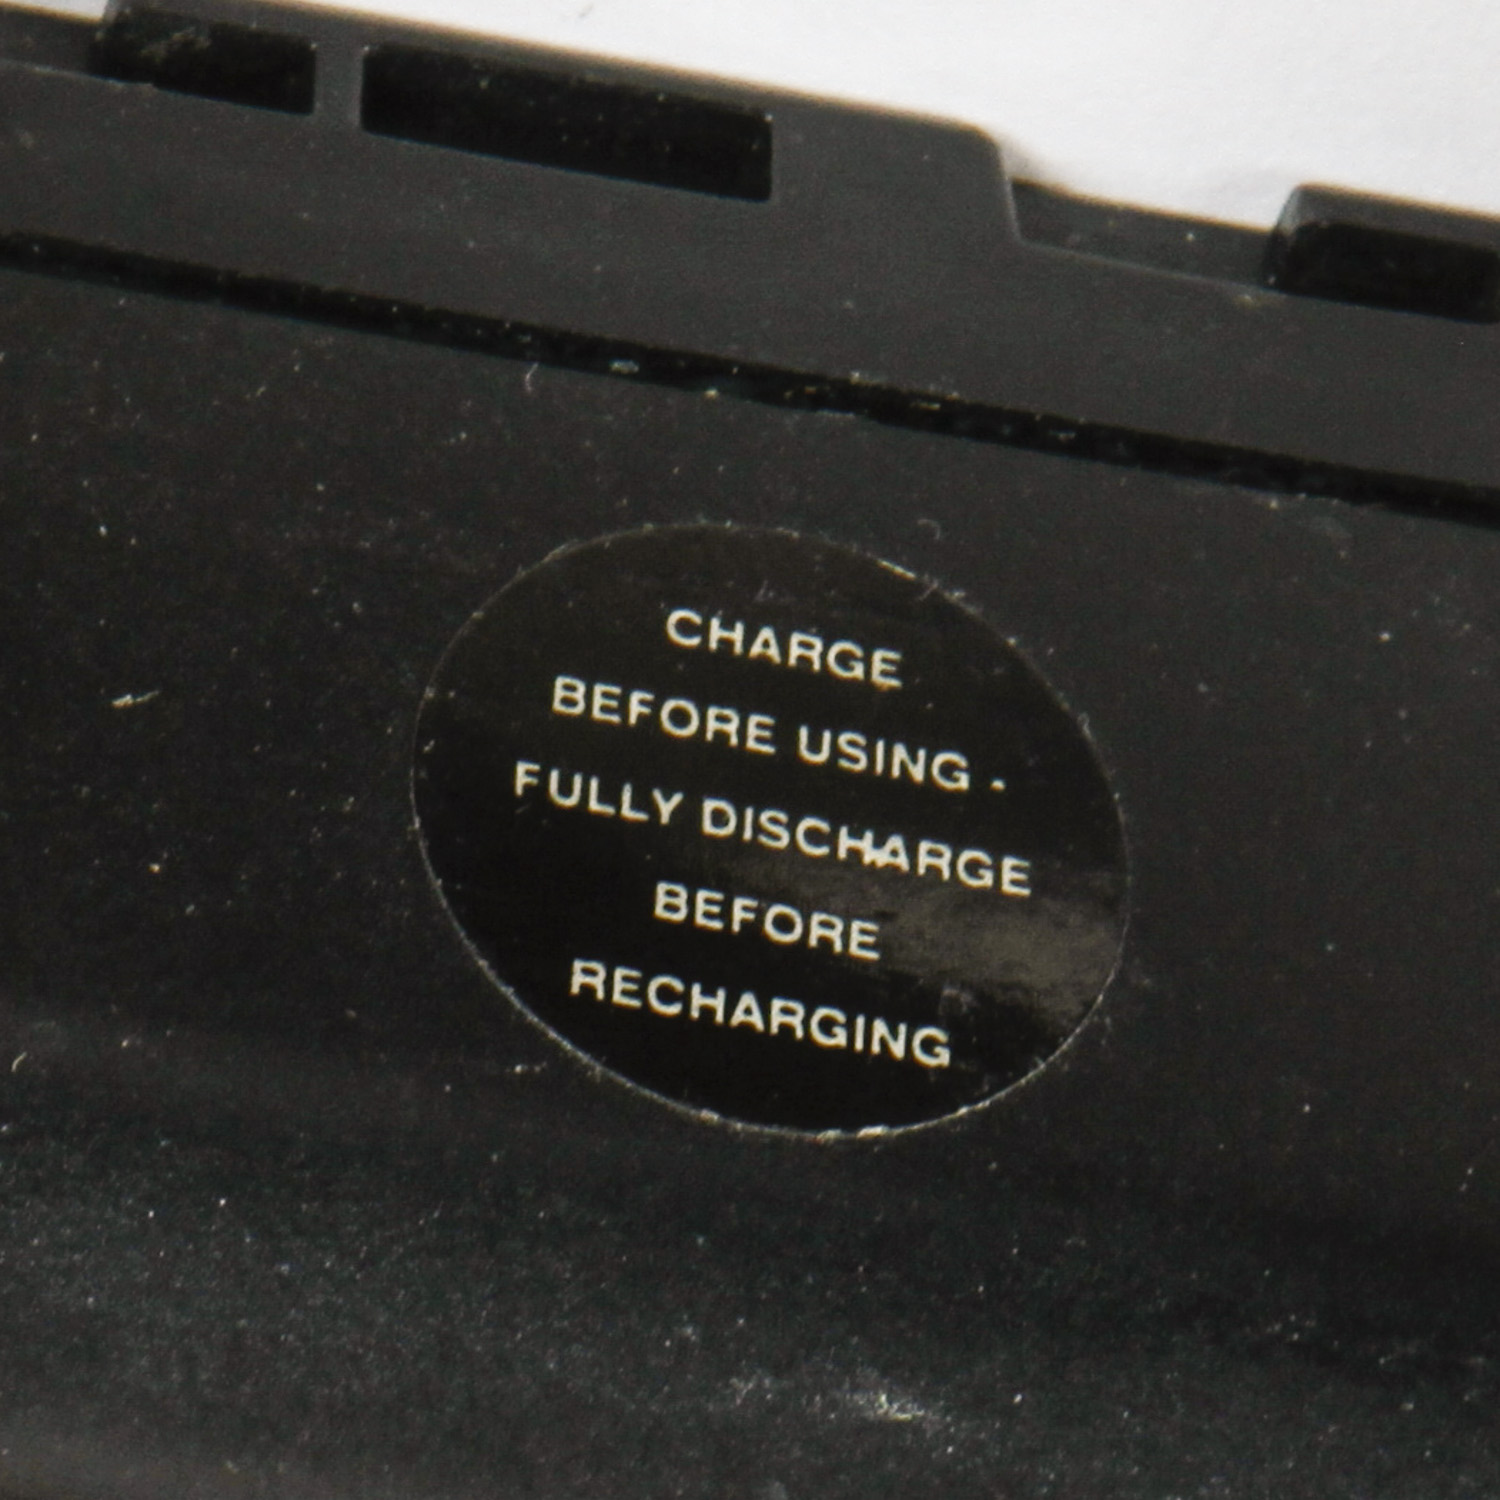 CHARGE
BEFORE USING -
FULLY DISCHARGE
BEFORE
RECHARGING